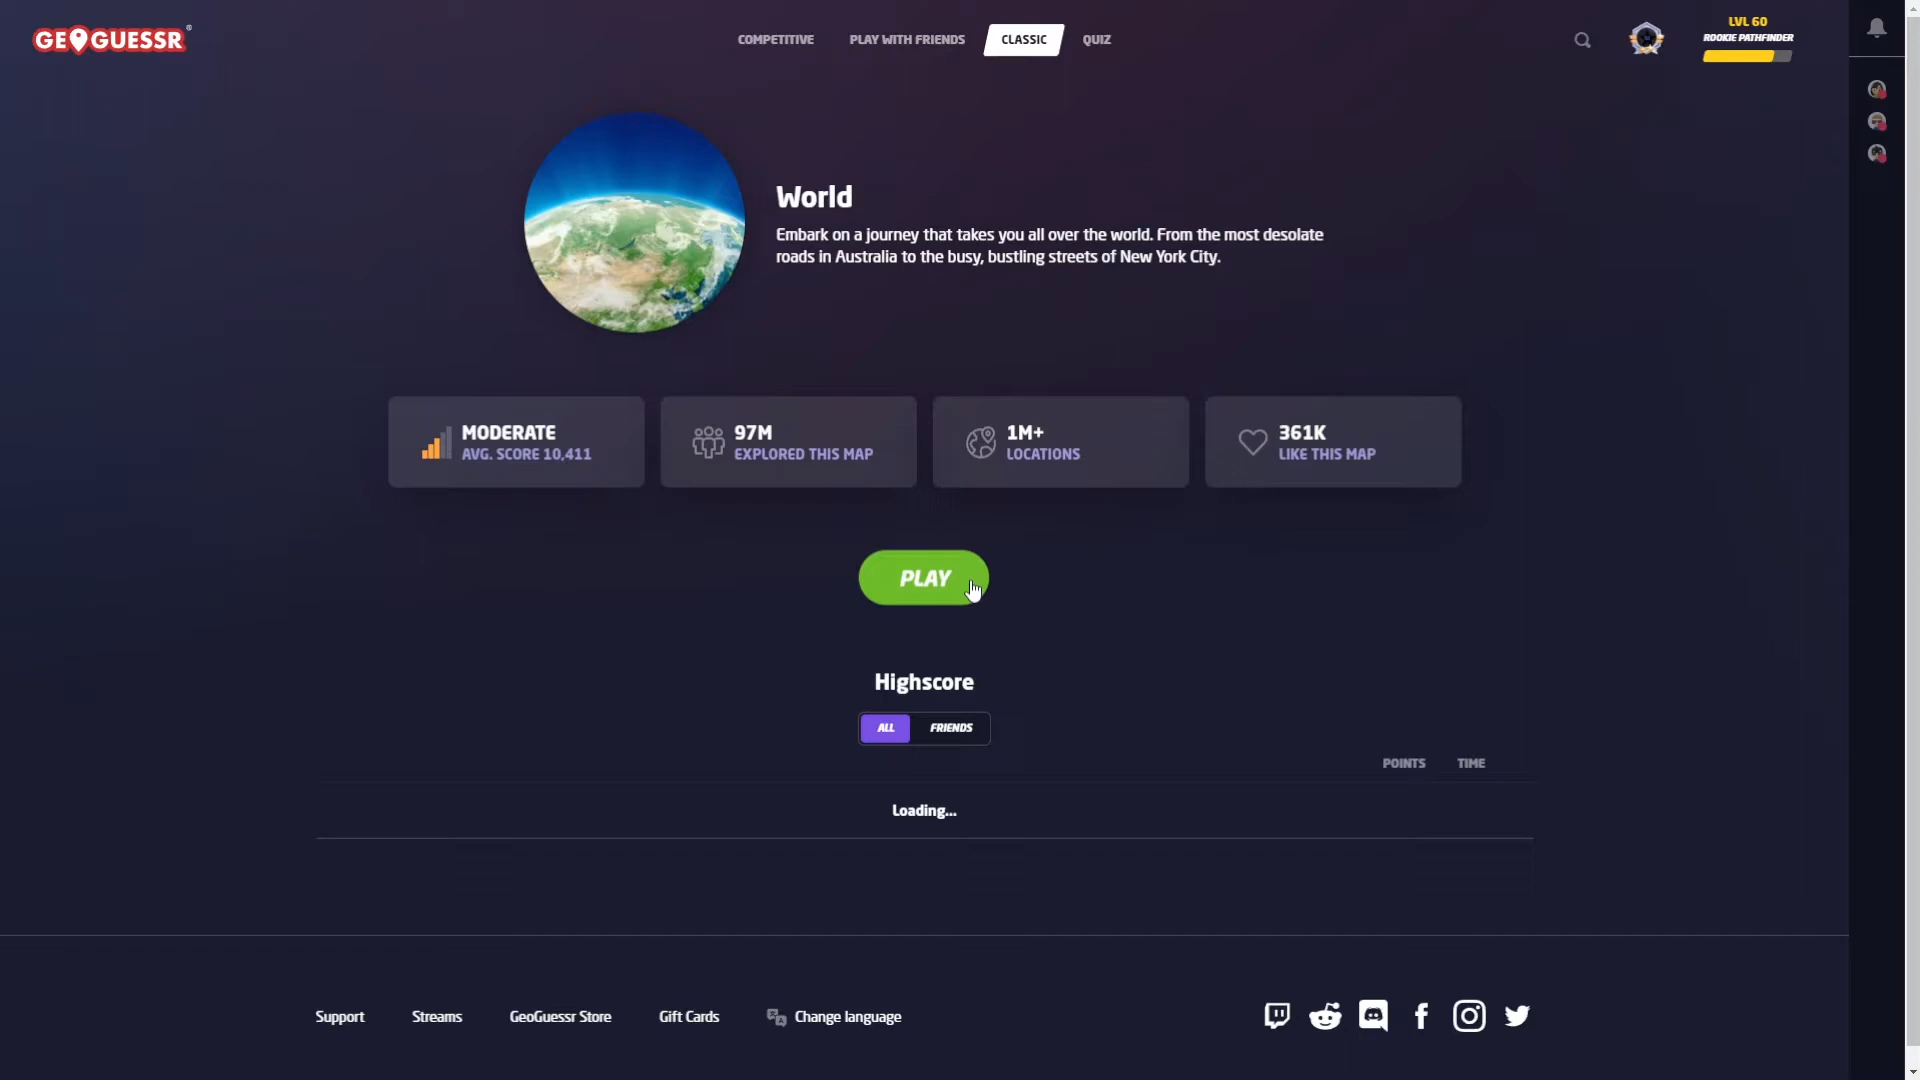 GEOGUESSR
COMPETITIVE
PLAY WITH FRIENDS
CLASSIC
QUIZ
LVL 60
ROOKIE PATHFINDER
World
Embark on a journey that takes you all over the world. From the most desolate
roads in Australia to the busy, bustling streets of New York City.
MODERATE
AVG. SCORE 10,411
97M
EXPLORED THIS MAP
1M+
LOCATIONS
361K
LIKE THIS MAP
PLAY
Highscore
ALL
FRIENDS
POINTS
TIME
Loading...
Support
Streams
GeoGuessr Store
Gift Cards
Change language